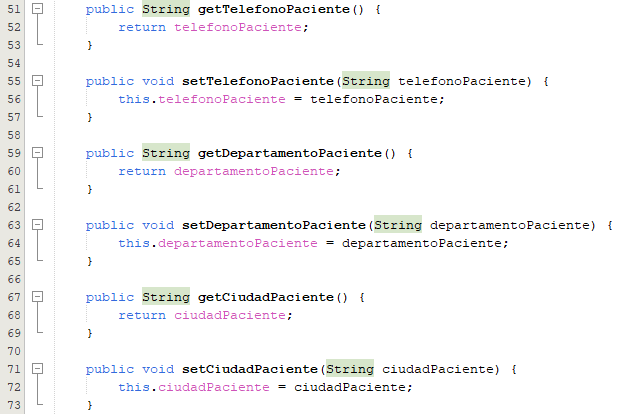 51 public String getTelefonoPaciente() {
52 return telefonoPaciente;
53 }
54
55 public void setTelefonoPaciente(String telefonoPaciente) {
56 this.telefonoPaciente = telefonoPaciente;
57 }
58
59 public String getDepartamentoPaciente() {
60 return departamentoPaciente;
61 }
62
63 public void setDepartamentoPaciente(String departamentoPaciente) {
64 this.departamentoPaciente = departamentoPaciente;
65 }
66
67 public String getCiudadPaciente() {
68 return ciudadPaciente;
69 }
70
71 public void setCiudadPaciente(String ciudadPaciente) {
72 this.ciudadPaciente = ciudadPaciente;
73 }